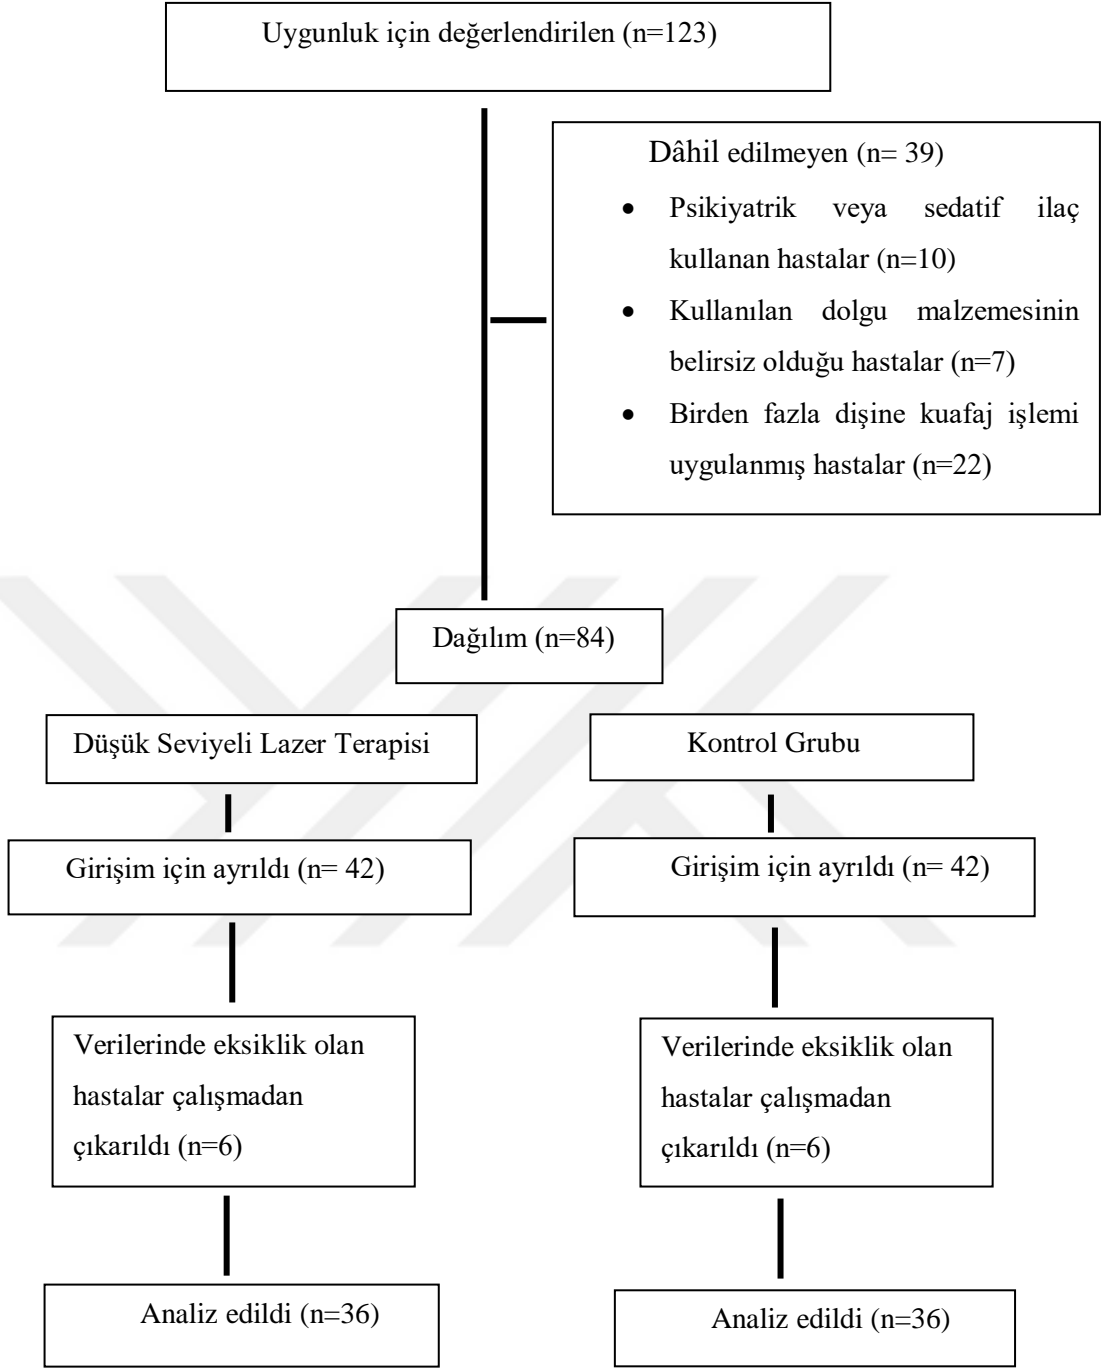 Uygunluk için değerlendirilen (n=123)
Dâhil edilmeyen (n= 39)
• Psikiyatrik veya sedatif ilaç
kullanan hastalar (n=10)
• Kullanılan dolgu malzemesinin
belirsiz olduğu hastalar (n=7)
• Birden fazla dişine kuafaj işlemi
uygulanmış hastalar (n=22)
Dağılım (n=84)
Düşük Seviyeli Lazer Terapisi
Girişim için ayrıldı (n= 42)
Verilerinde eksiklik olan
hastalar çalışmadan
çıkarıldı (n=6)
Analiz edildi (n=36)
Kontrol Grubu
Girişim için ayrıldı (n= 42)
Verilerinde eksiklik olan
hastalar çalışmadan
çıkarıldı (n=6)
Analiz edildi (n=36)